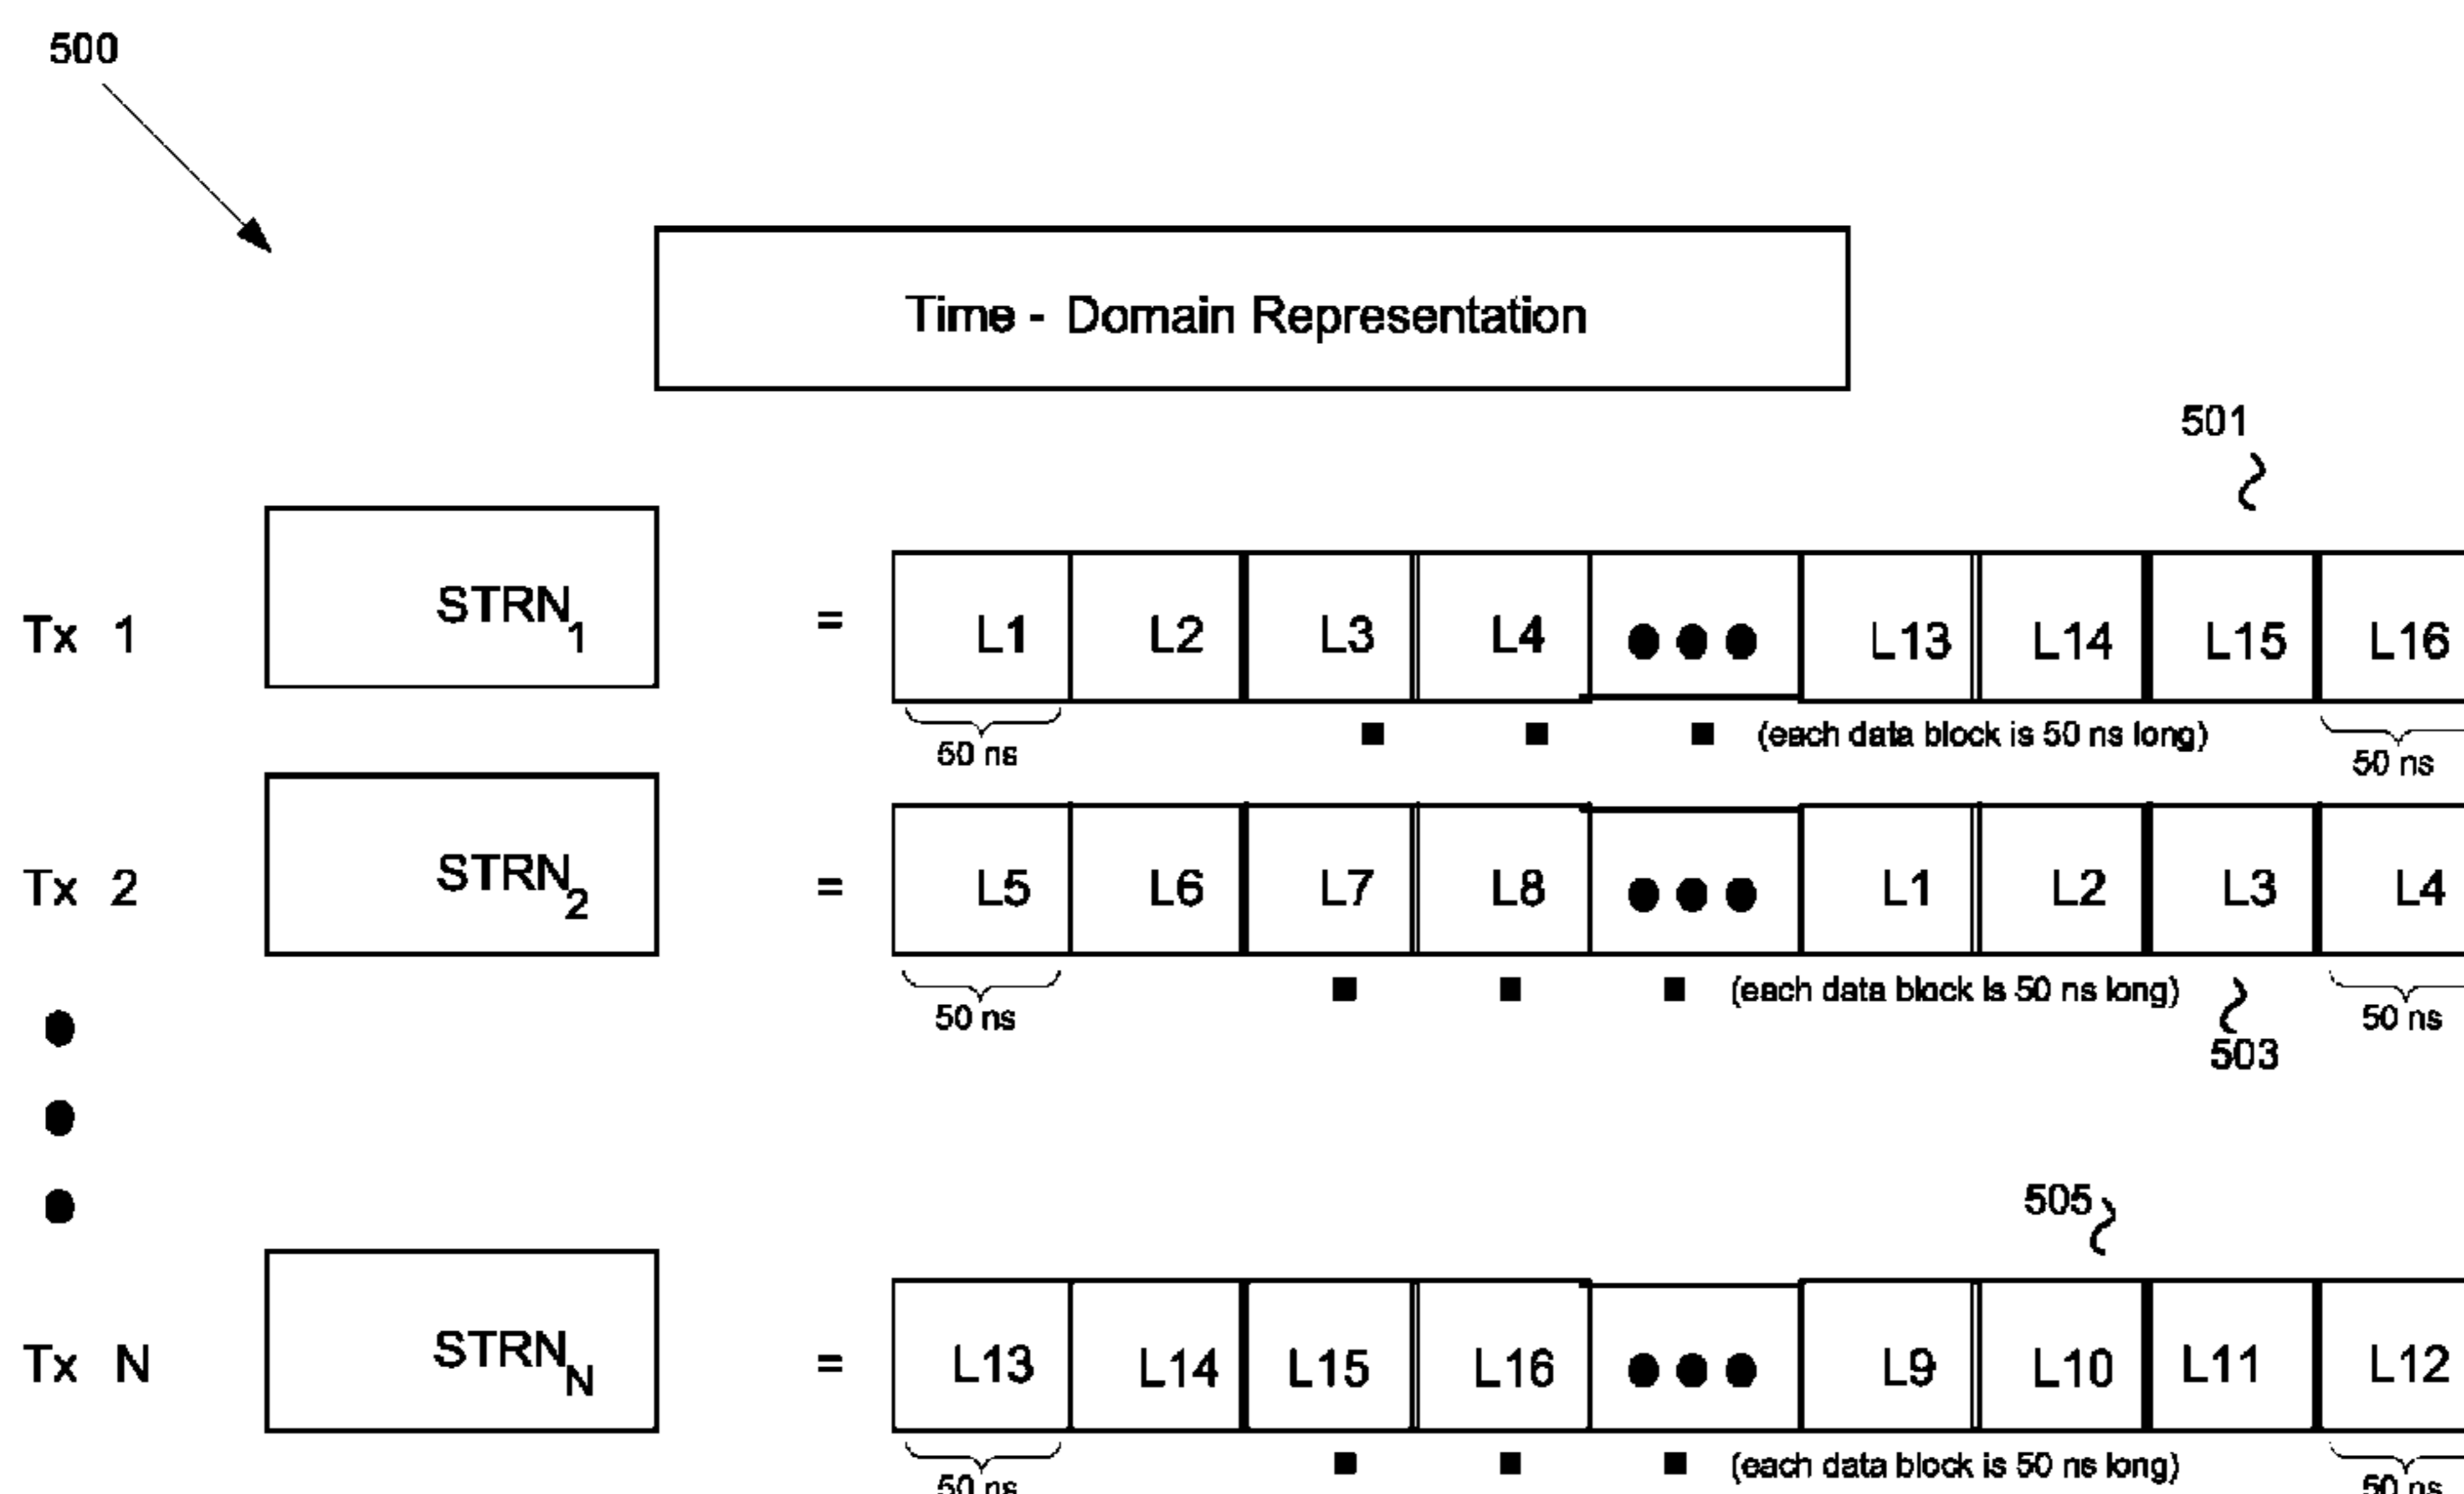 500
Time - Domain Representation
501
Tx 1 STRN1 = L1 L2 L3 L4 ●●● L13 L14 L15 L16
50 ns ■ ■ ■ (each data block is 50 ns long) 50 ns
Tx 2 STRN2 = L5 L6 L7 L8 ●●● L1 L2 L3 L4
50 ns ■ ■ ■ (each data block is 50 ns long) 50 ns
503
505
Tx N STRNN = L13 L14 L15 L16 ●●● L9 L10 L11 L12
50 ns ■ ■ ■ (each data block is 50 ns long) 50 ns